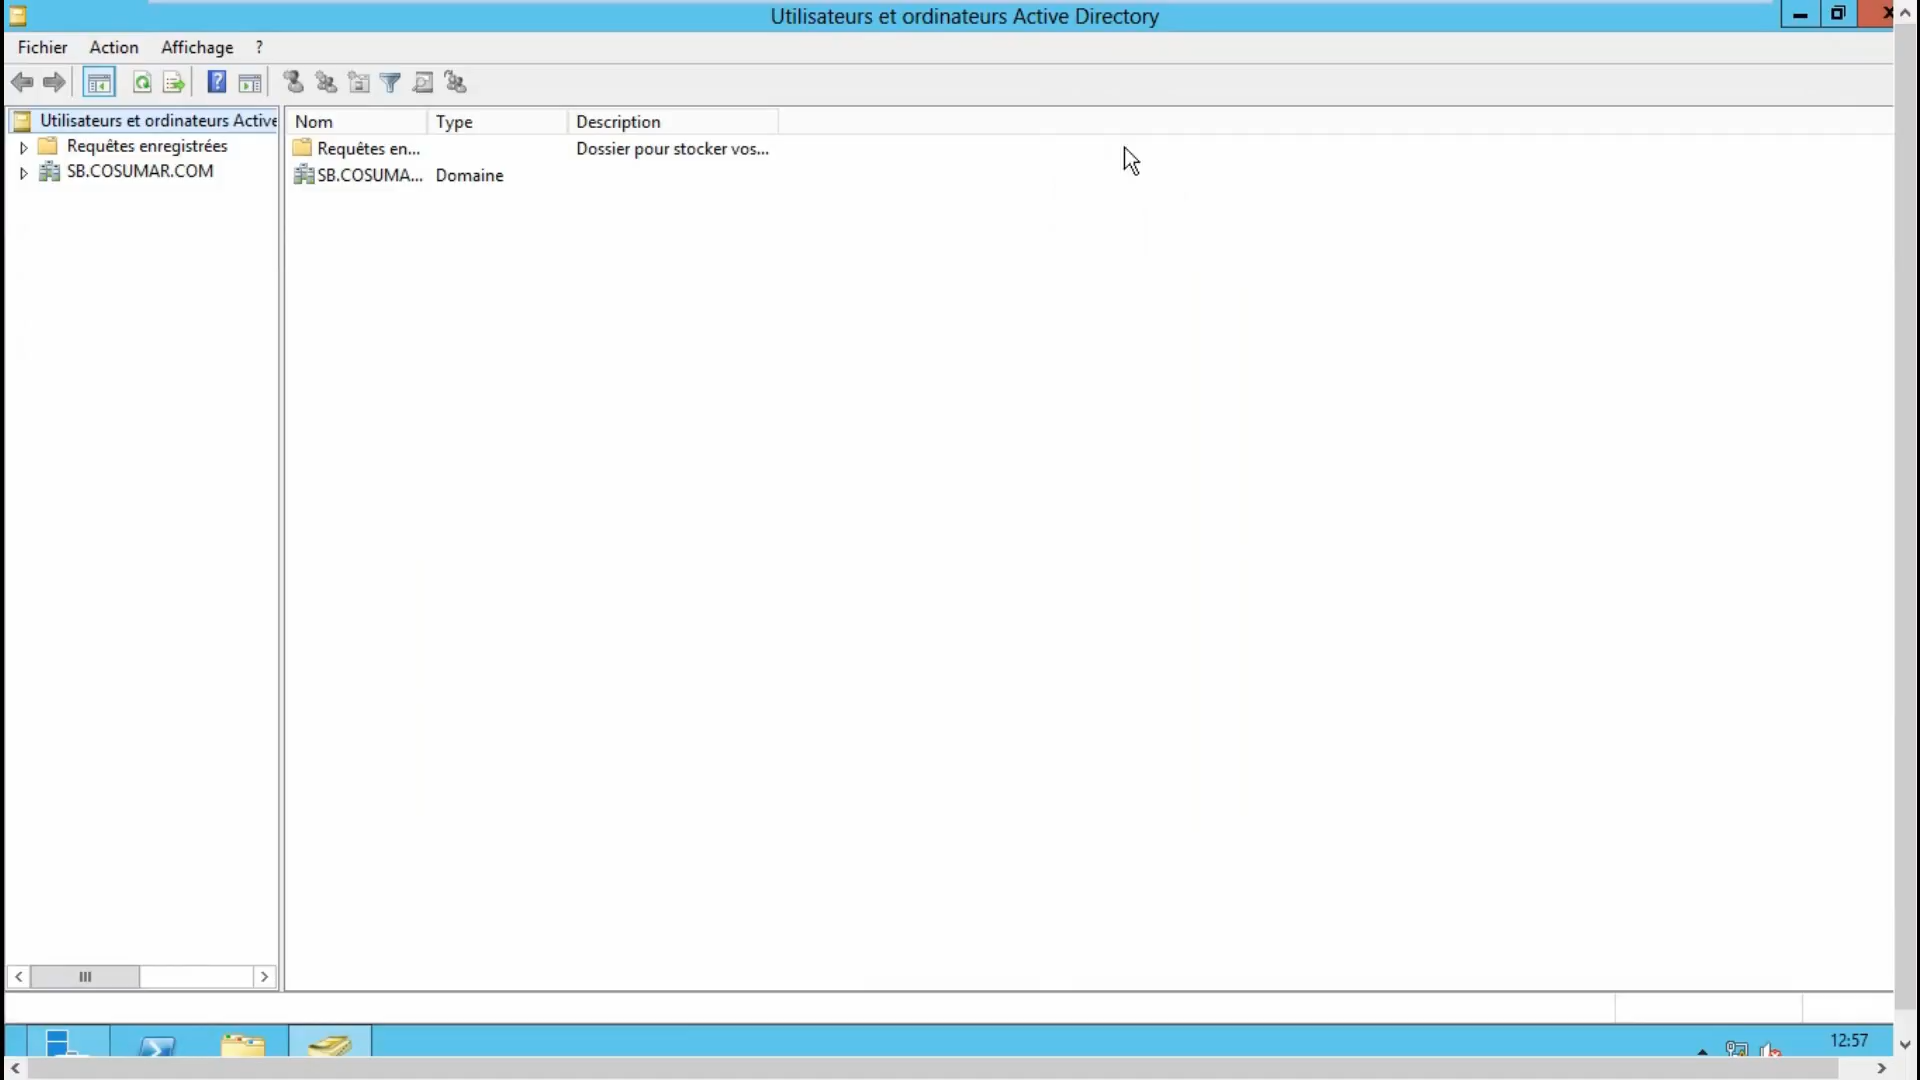 Utilisateurs et ordinateurs Active Directory
Fichier Action Affichage ?
Utilisateurs et ordinateurs Active
Requêtes enregistrées
SB.COSUMAR.COM
Nom Type Description
Requêtes en... Dossier pour stocker vos...
SB.COSUMA... Domaine
12:57